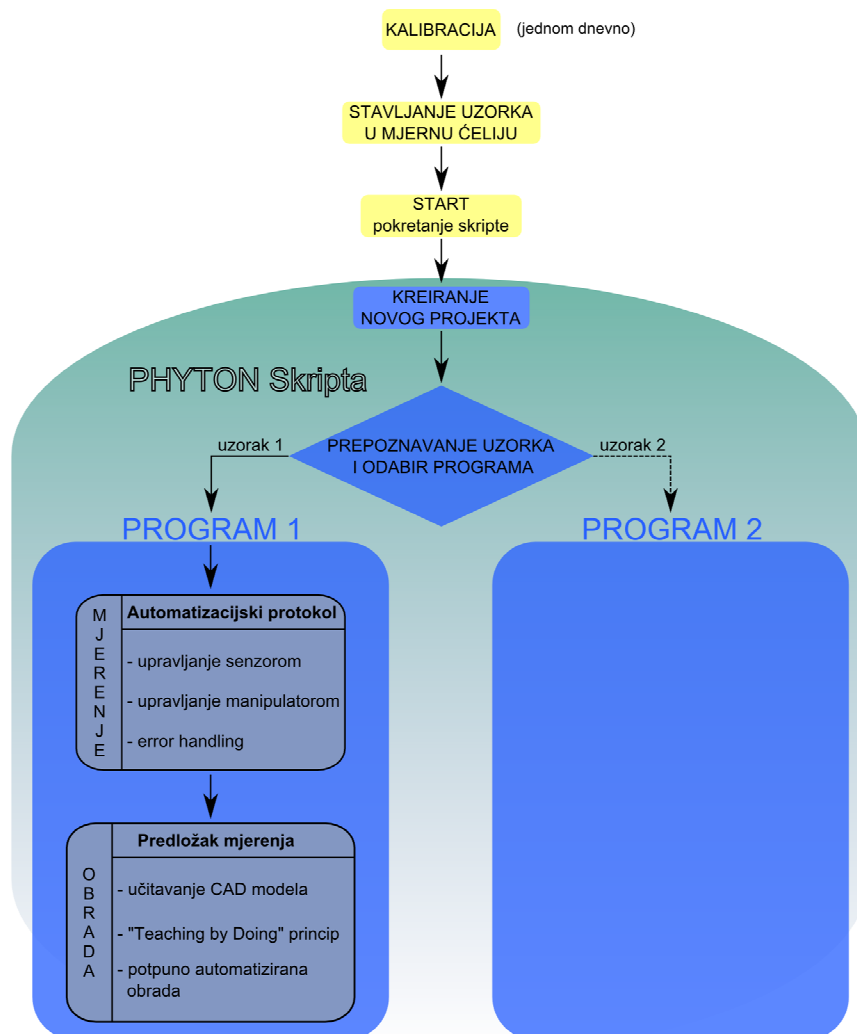 KALIBRACIJA
(jednom dnevno)
STAVLJANJE UZORKA
U MJERNU ĆELIJU
START
pokretanje skripte
KREIRANJE
NOVOG PROJEKTA
PHYTON Skripta
PREPOZNAVANJE UZORKA
I ODABIR PROGRAMA
uzorak 1
uzorak 2
PROGRAM 1
PROGRAM 2
MJERENJE
Automatizacijski protokol
- upravljanje senzorom
- upravljanje manipulatorom
- error handling
OBRADA
Predložak mjerenja
- učitavanje CAD modela
- "Teaching by Doing" princip
- potpuno automatizirana
obrada